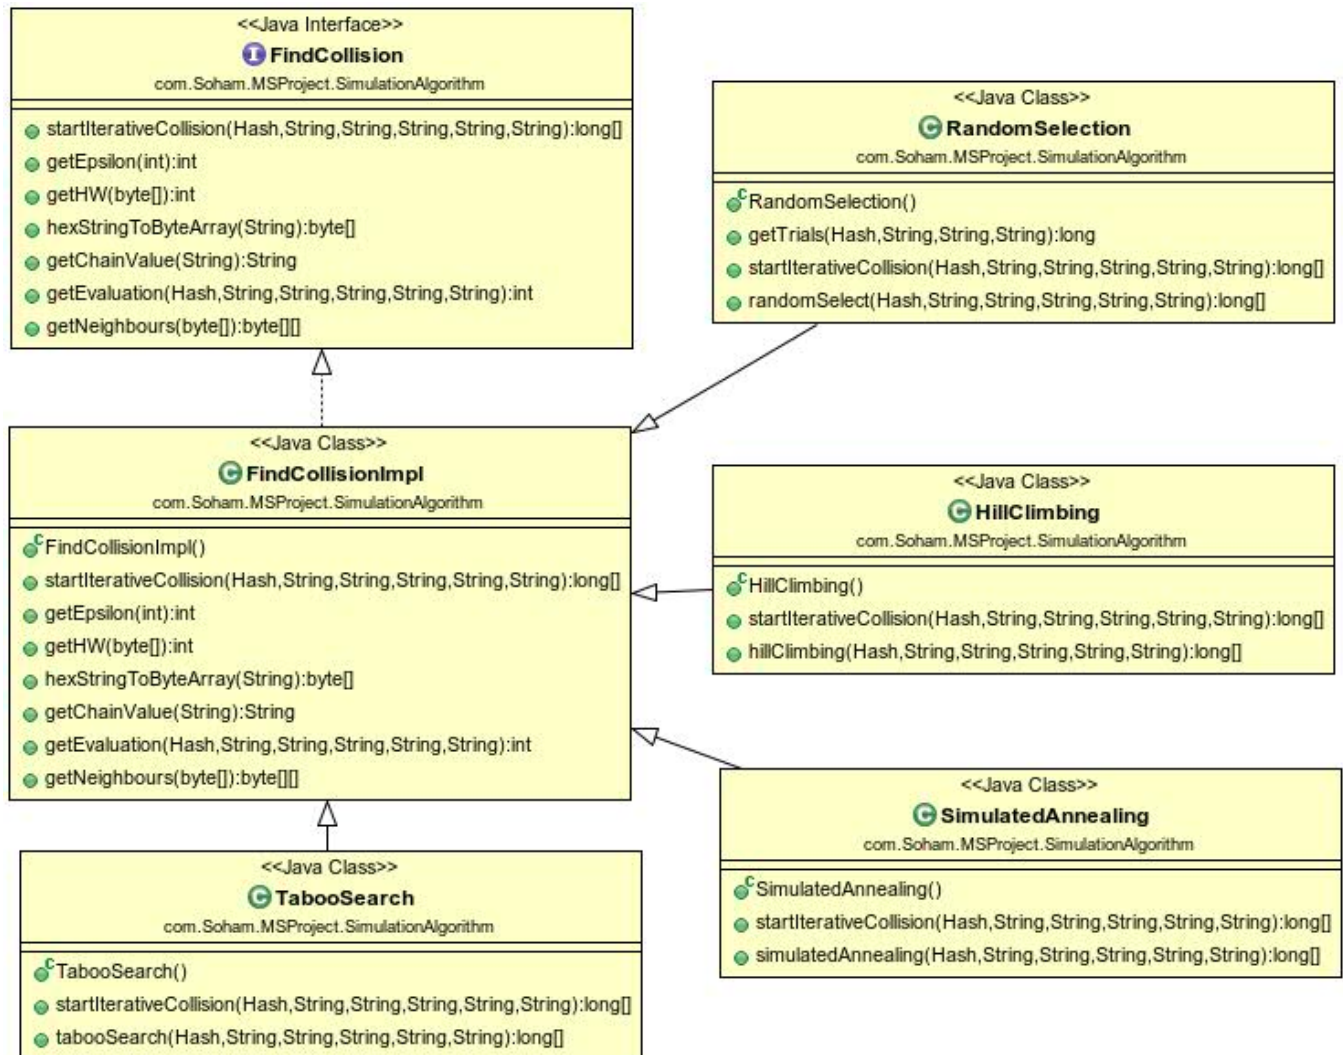 <<Java Interface>>
FindCollision
com.Soham.MSProject.SimulationAlgorithm
startIterativeCollision(Hash,String,String,String,String,String):long[]
getEpsilon(int):int
getHW(byte[]):int
hexStringToByteArray(String):byte[]
getChainValue(String):String
getEvaluation(Hash,String,String,String,String,String):int
getNeighbours(byte[]):byte[][]
<<Java Class>>
RandomSelection
com.Soham.MSProject.SimulationAlgorithm
RandomSelection()
getTrials(Hash,String,String,String):long
startIterativeCollision(Hash,String,String,String,String,String):long[]
randomSelect(Hash,String,String,String,String,String):long[]
<<Java Class>>
FindCollisionImpl
com.Soham.MSProject.SimulationAlgorithm
FindCollisionImpl()
startIterativeCollision(Hash,String,String,String,String,String):long[]
getEpsilon(int):int
getHW(byte[]):int
hexStringToByteArray(String):byte[]
getChainValue(String):String
getEvaluation(Hash,String,String,String,String,String):int
getNeighbours(byte[]):byte[][]
<<Java Class>>
HillClimbing
com.Soham.MSProject.SimulationAlgorithm
HillClimbing()
startIterativeCollision(Hash,String,String,String,String,String):long[]
hillClimbing(Hash,String,String,String,String,String):long[]
<<Java Class>>
SimulatedAnnealing
com.Soham.MSProject.SimulationAlgorithm
SimulatedAnnealing()
startIterativeCollision(Hash,String,String,String,String,String):long[]
simulatedAnnealing(Hash,String,String,String,String,String):long[]
<<Java Class>>
TabooSearch
com.Soham.MSProject.SimulationAlgorithm
TabooSearch()
startIterativeCollision(Hash,String,String,String,String,String):long[]
tabooSearch(Hash,String,String,String,String,String):long[]